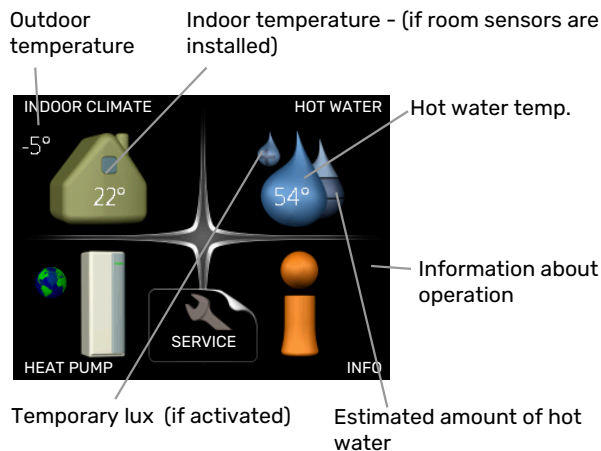 Outdoor
temperature
Indoor temperature - (if room sensors are
installed)
INDOOR CLIMATE
HOT WATER
Hot water temp.
-5°
22°
54°
Information about
operation
SERVICE
HEAT PUMP
INFO
Temporary lux (if activated)
Estimated amount of hot
water